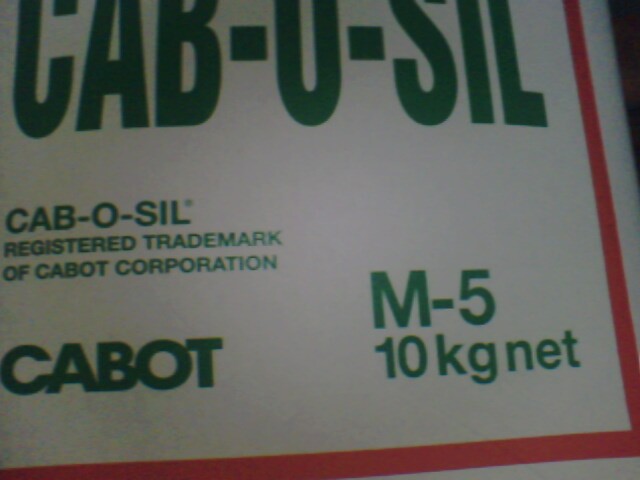 CAB-O-SIL
CAB-O-SIL®
REGISTERED TRADEMARK
OF CABOT CORPORATION
M-5
10 kg net
CABOT